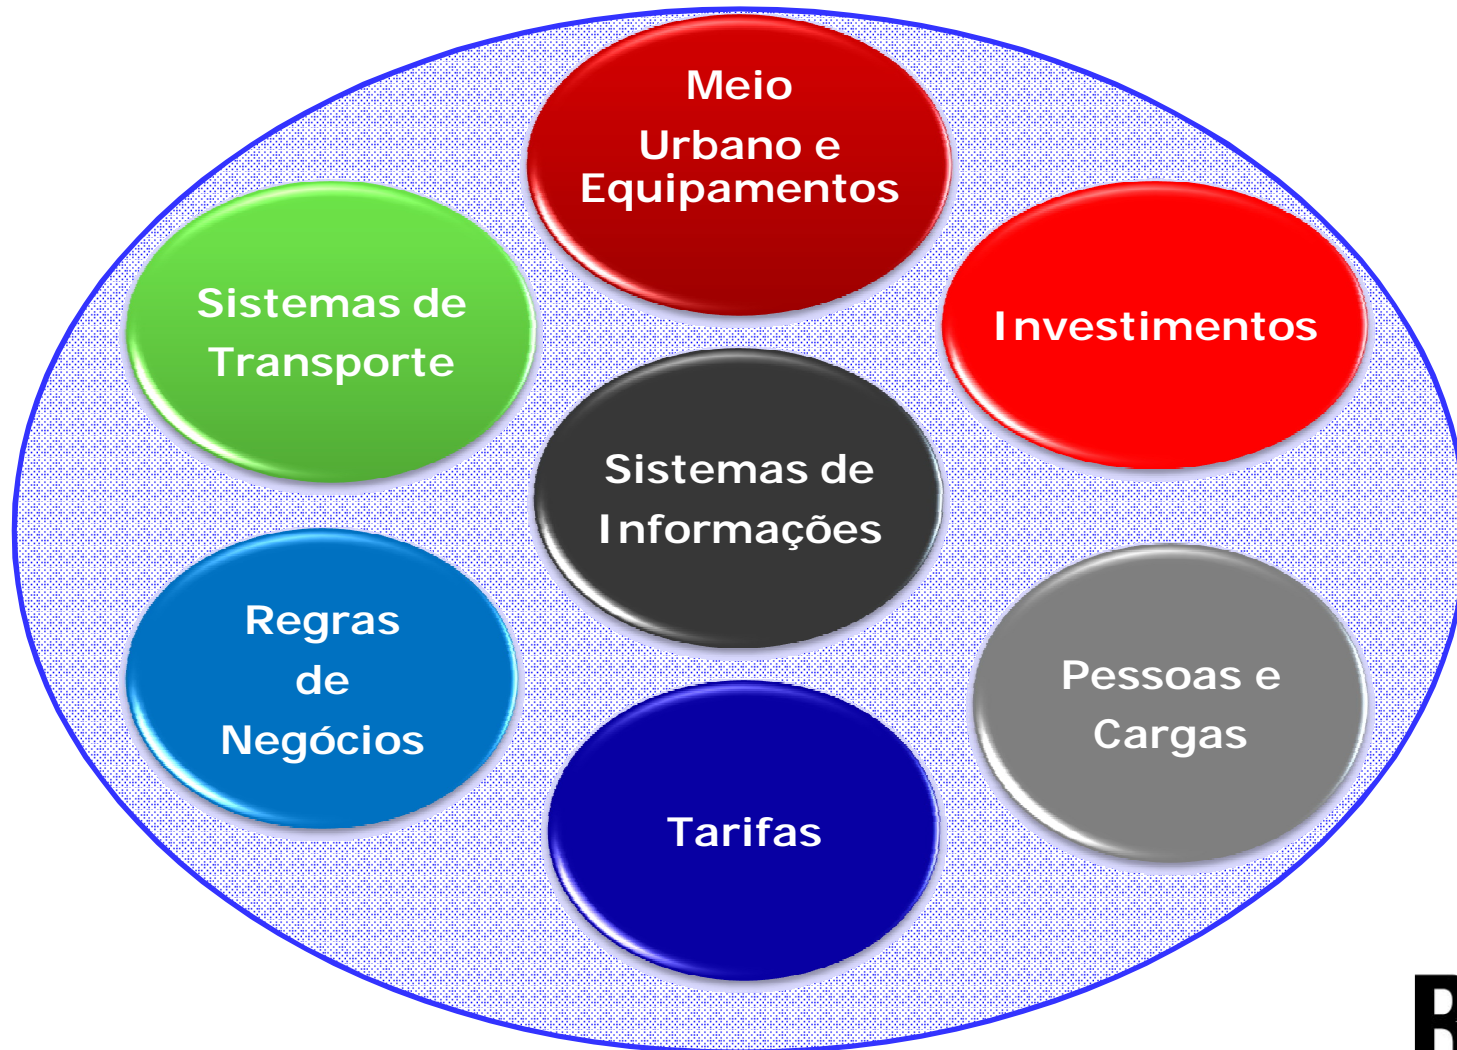 Meio
Urbano e
Equipamentos
Sistemas de
Transporte
Investimentos
Sistemas de
Informações
Regras
de
Negócios
Pessoas e
Cargas
Tarifas